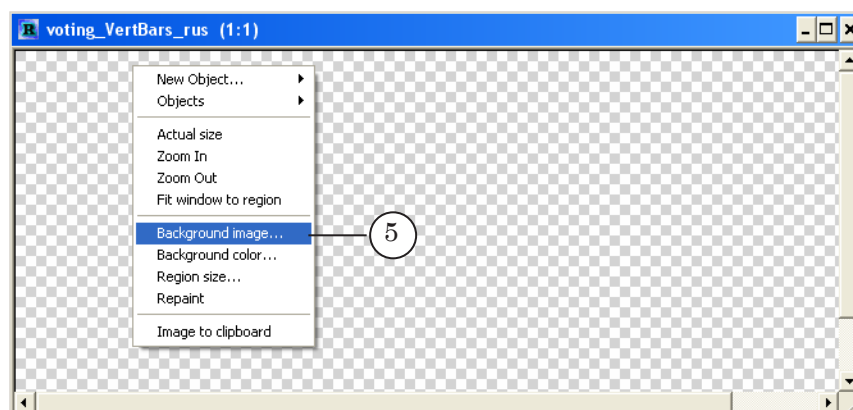 R voting_VertBars_rus (1:1)
New Object...
Objects
Actual size
Zoom In
Zoom Out
Fit window to region
Background image...
5
Background color...
Region size...
Repaint
Image to clipboard